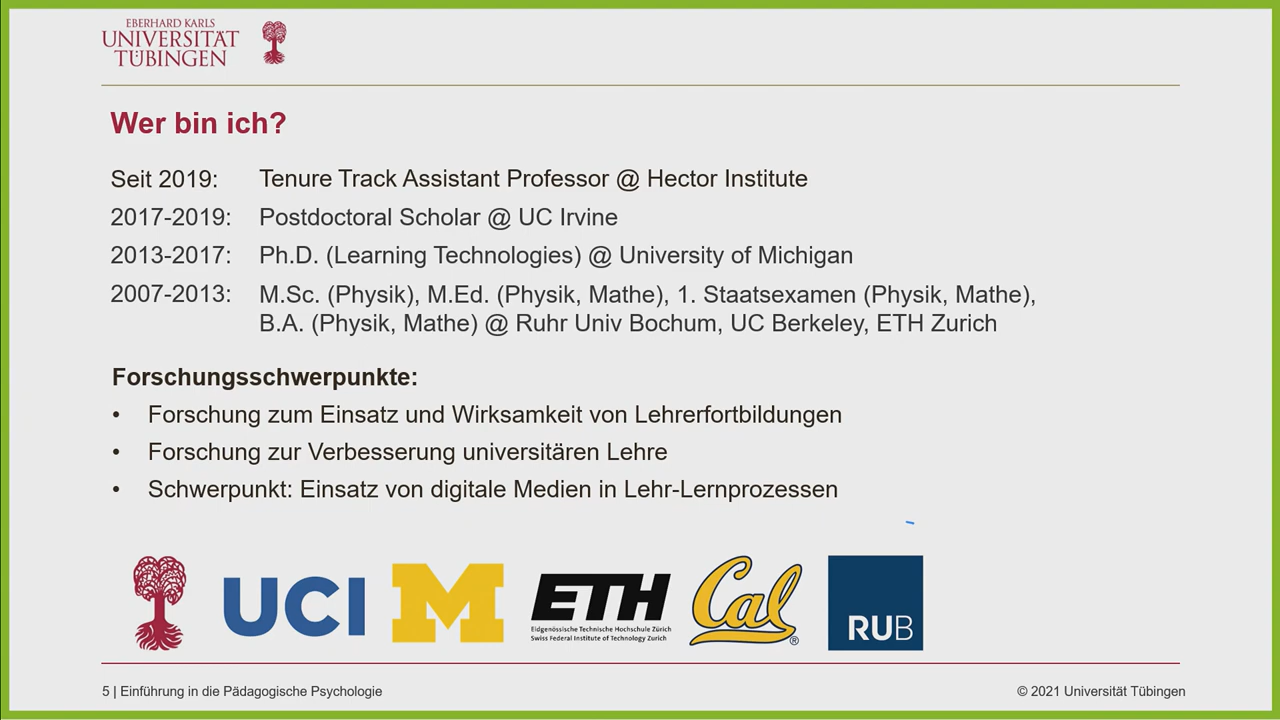 EBERHARD KARLS
UNIVERSITÄT
TÜBINGEN
Wer bin ich?
Seit 2019: Tenure Track Assistant Professor @ Hector Institute
2017-2019: Postdoctoral Scholar @ UC Irvine
2013-2017: Ph.D. (Learning Technologies) @ University of Michigan
2007-2013: M.Sc. (Physik), M.Ed. (Physik, Mathe), 1. Staatsexamen (Physik, Mathe),
B.A. (Physik, Mathe) @ Ruhr Univ Bochum, UC Berkeley, ETH Zurich
Forschungsschwerpunkte:
• Forschung zum Einsatz und Wirksamkeit von Lehrerfortbildungen
• Forschung zur Verbesserung universitären Lehre
• Schwerpunkt: Einsatz von digitale Medien in Lehr-Lernprozessen
UCI
M
ETH
Eidgenössische Technische Hochschule Zürich
Swiss Federal Institute of Technology Zurich
Cal ®
RUB
5 | Einführung in die Pädagogische Psychologie
© 2021 Universität Tübingen